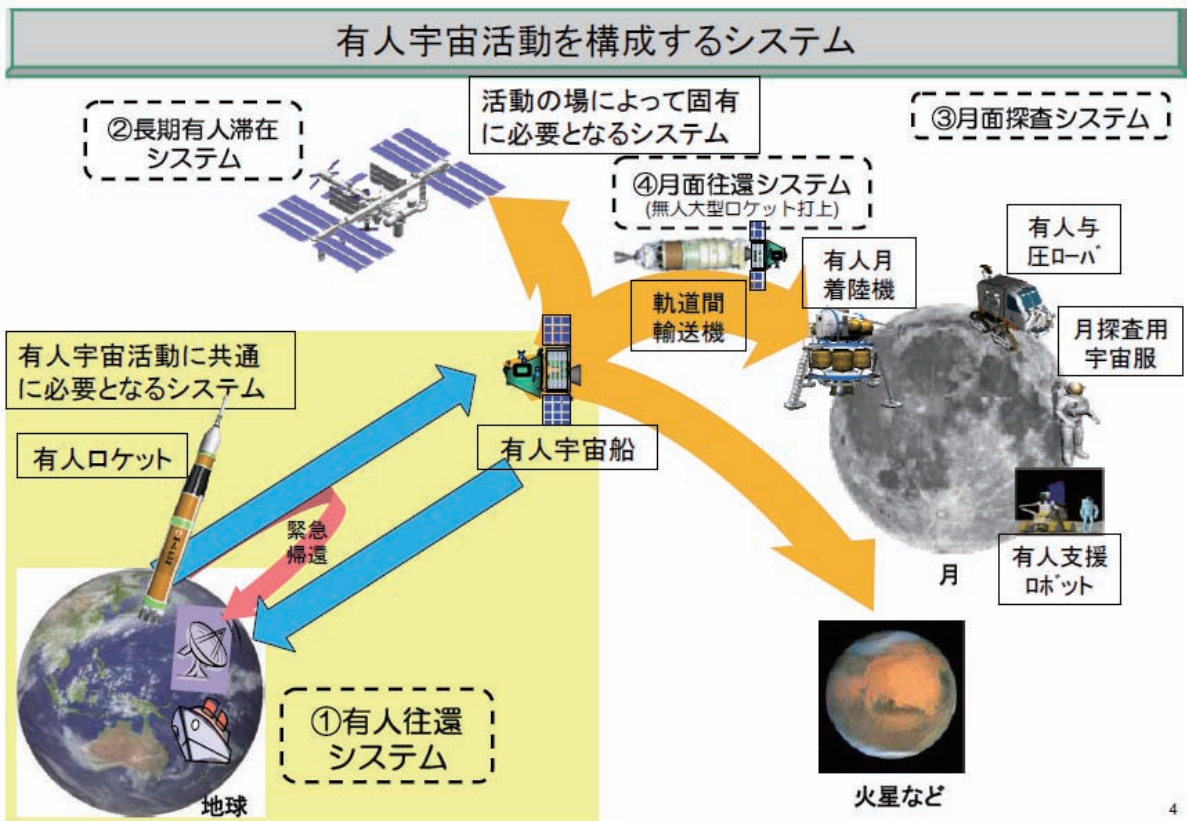 有人宇宙活動を構成するシステム
②長期有人滞在
システム
活動の場によって固有
に必要となるシステム
③月面探査システム
④月面往還システム
(無人大型ロケット打上)
有人与
圧ローバ
有人月
着陸機
軌道間
輸送機
月探査用
宇宙服
有人宇宙活動に共通
に必要となるシステム
有人ロケット
有人宇宙船
緊急
帰還
月
有人支援
ロボット
①有人往還
システム
地球
火星など
4